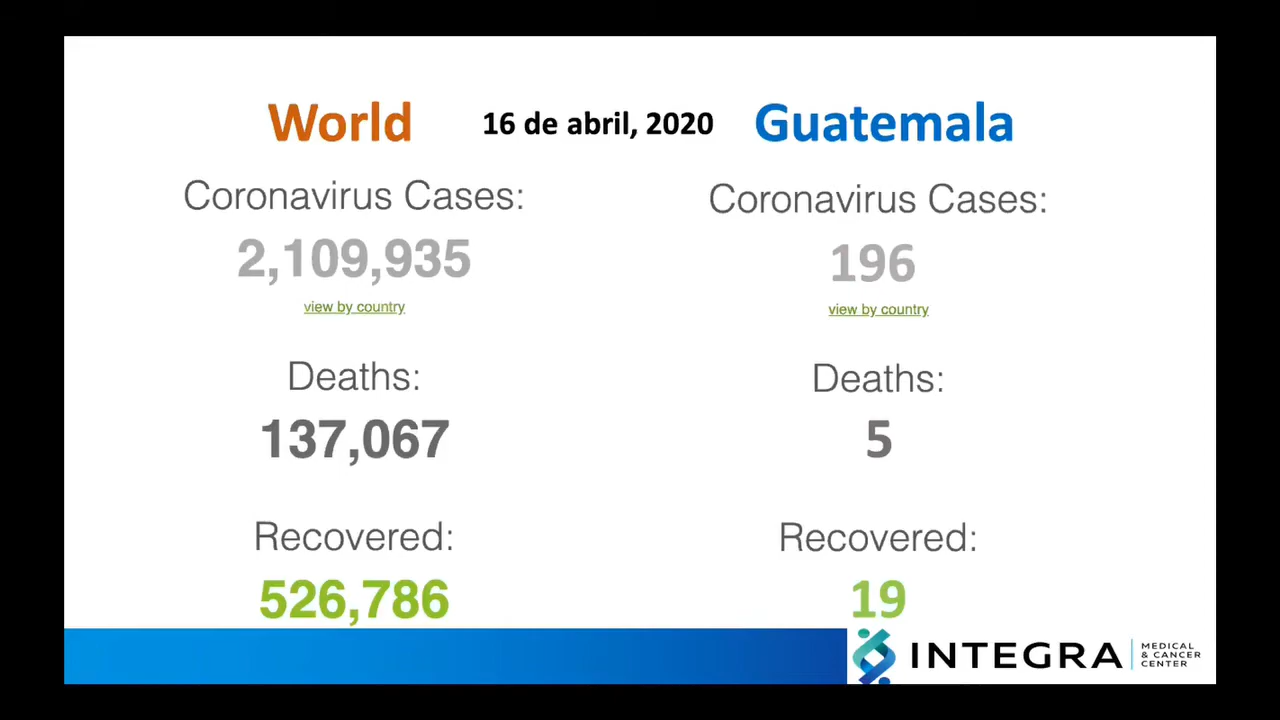 World
16 de abril, 2020
Guatemala
Coronavirus Cases:
2,109,935
view by country
Deaths:
137,067
Recovered:
526,786
Coronavirus Cases:
196
view by country
Deaths:
5
Recovered:
19
INTEGRA
MEDICAL
& CANCER
CENTER